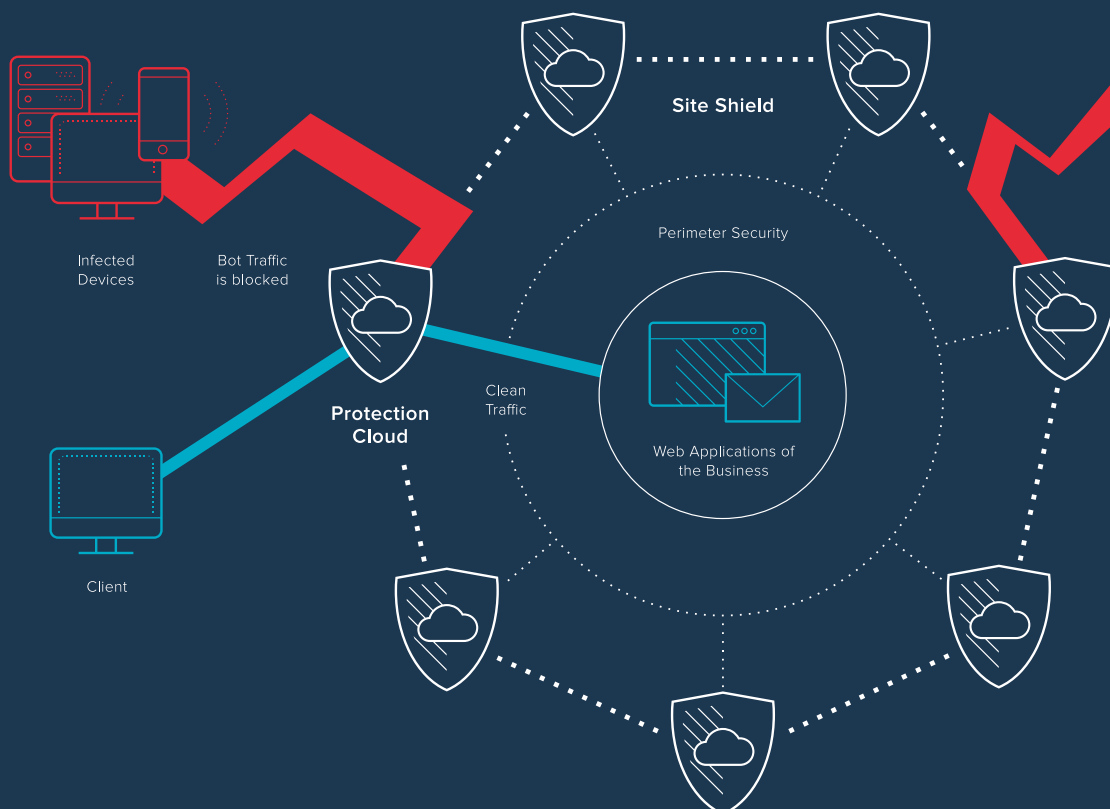 Site Shield
Perimeter Security
Infected
Devices
Bot Traffic
is blocked
Clean
Traffic
Protection
Cloud
Web Applications of
the Business
Client